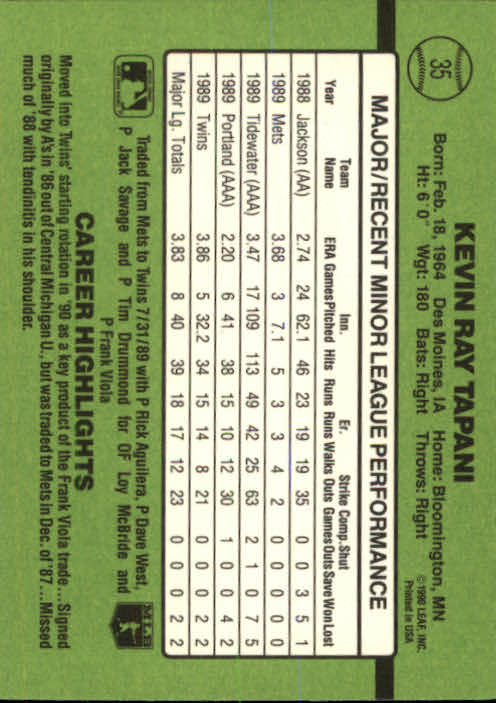 35
KEVIN RAY TAPANI
Born: Feb. 18, 1964 Des Moines, IA Home: Bloomington, MN
Ht: 6'0" Wgt: 180 Bats: Right Throws: Right
©1990 LEAF, INC.
Printed in USA
MAJOR/RECENT MINOR LEAGUE PERFORMANCE
Team Inn. Er. Strike Comp. Shut
Year Name ERA Games Pitched Hits Runs Runs Walks Outs Games Outs Save Won Lost
1988 Jackson (AA) 2.74 24 62.1 46 23 19 19 35 0 0 3 5 1
1989 Mets 3.68 3 7.1 5 3 3 4 2 0 0 0 0 0
1989 Tidewater (AAA) 3.47 17 109 113 49 42 25 63 2 1 0 7 5
1989 Portland (AAA) 2.20 6 41 38 15 10 12 30 1 0 0 4 2
1989 Twins 3.86 5 32.2 34 15 14 8 21 0 0 0 2 2
Major Lg. Totals 3.83 8 40 39 18 17 12 23 0 0 0 2 2
Traded from Mets to Twins 7/31/89 with P Rick Aguilera, P Dave West,
P Jack Savage and P Tim Drummond for OF Loy McBride and
P Frank Viola
CAREER HIGHLIGHTS
Moved into Twins' starting rotation in '90 as a key product of the Frank Viola trade...Signed
originally by A's in '86 out of Central Michigan U., but was traded to Mets in Dec. of '87...Missed
much of '88 with tendinitis in his shoulder.